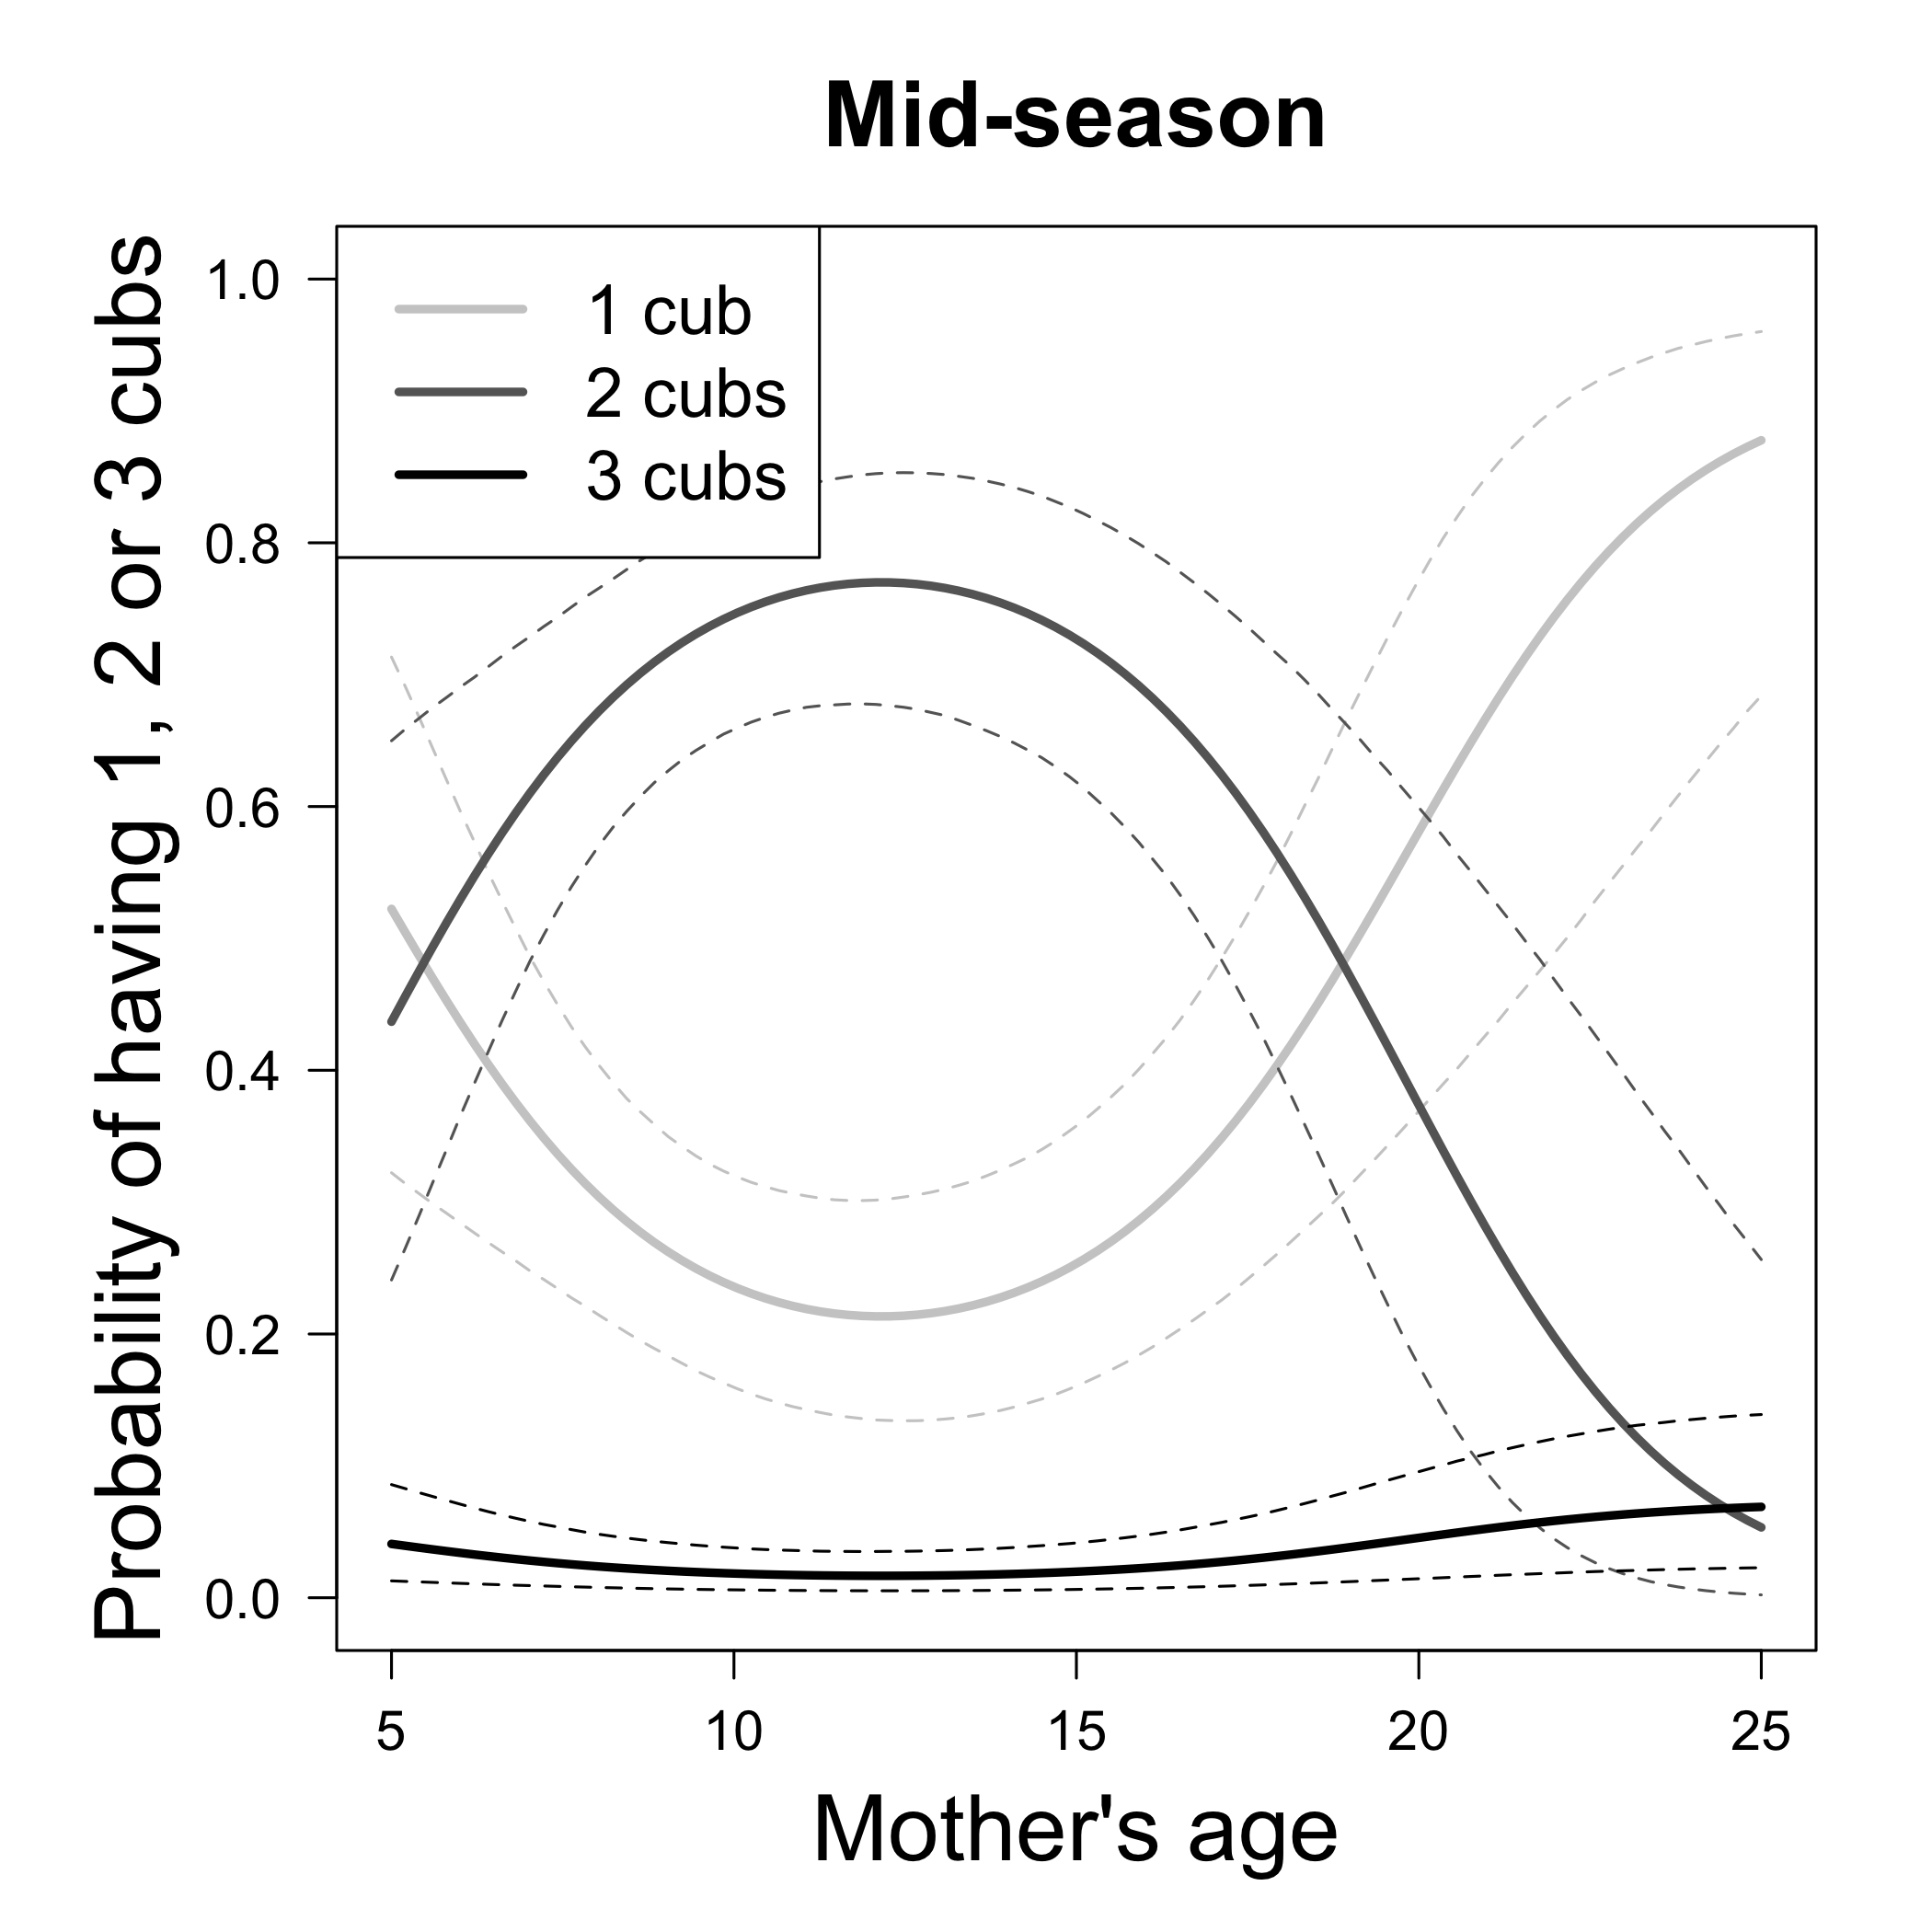 Mid-season
Probability of having 1, 2 or 3 cubs
1.0
0.8
0.6
0.4
0.2
0.0
1 cub
2 cubs
3 cubs
5 10 15 20 25
Mother's age